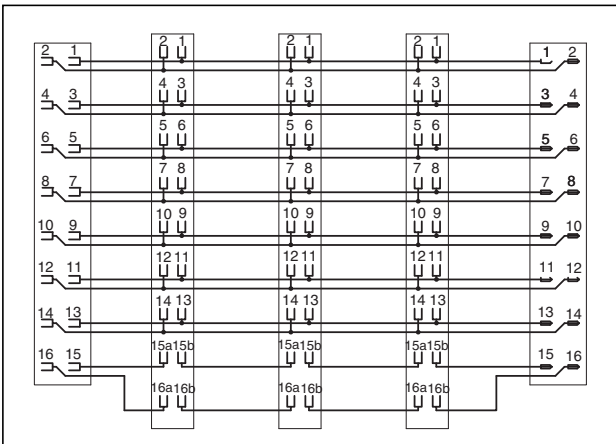 2 1 2 1 2 1 2 1 1 2
4 3 4 3 4 3 4 3 3 4
6 5 5 6 5 6 5 6 5 6
8 7 7 8 7 8 7 8 7 8
10 9 10 9 10 9 10 9 9 10
12 11 12 11 12 11 12 11 11 12
14 13 14 13 14 13 14 13 13 14
16 15 15a 15b 15a 15b 15a 15b 15 16
16a 16b 16a 16b 16a 16b